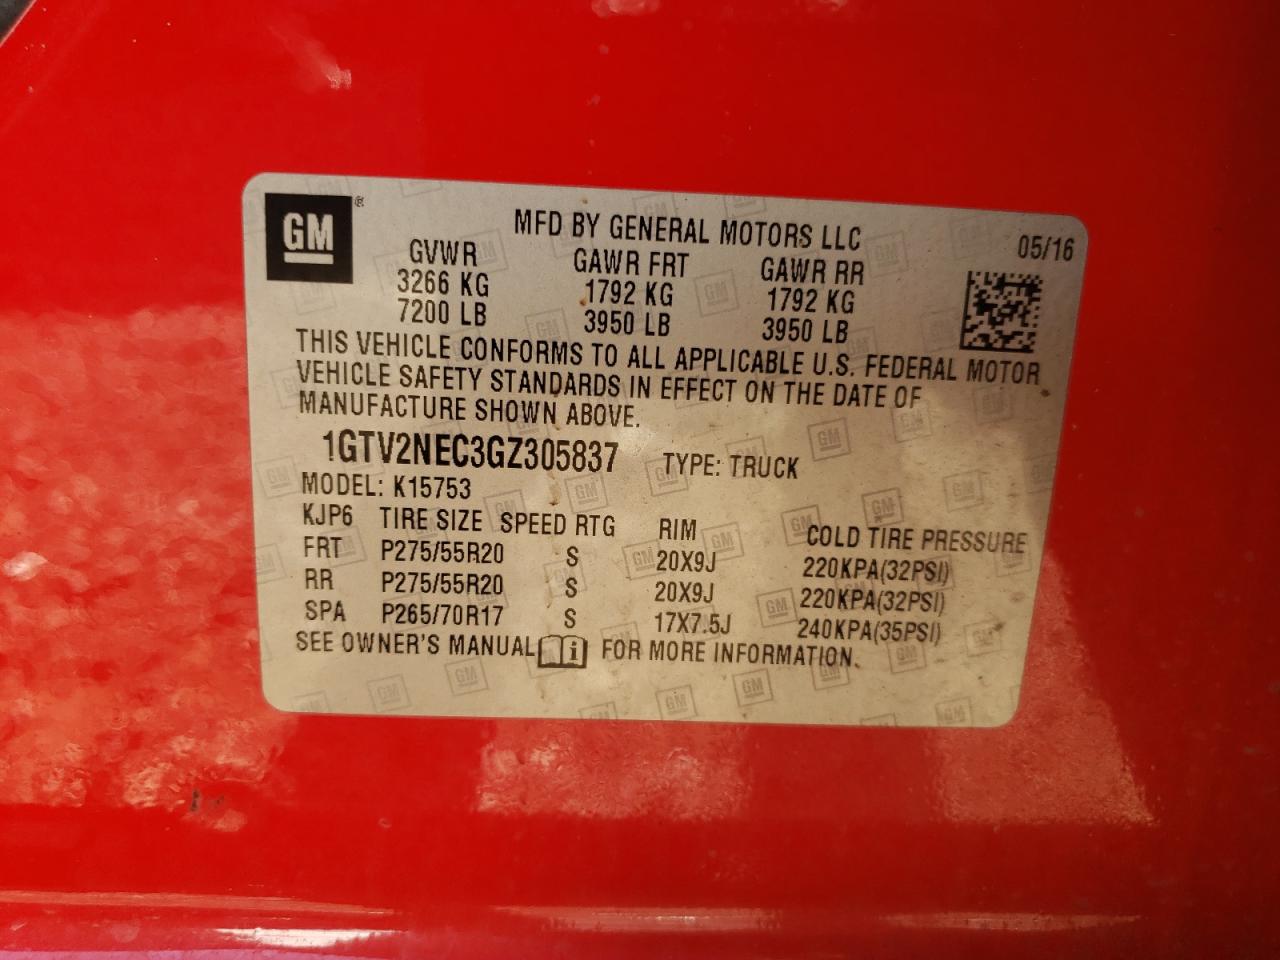 GM ®
MFD BY GENERAL MOTORS LLC 05/16
GVWR GAWR FRT GAWR RR
3266 KG 1792 KG 1792 KG
7200 LB 3950 LB 3950 LB
THIS VEHICLE CONFORMS TO ALL APPLICABLE U.S. FEDERAL MOTOR
VEHICLE SAFETY STANDARDS IN EFFECT ON THE DATE OF
MANUFACTURE SHOWN ABOVE.
1GTV2NEC3GZ305837 TYPE: TRUCK
MODEL: K15753
KJP6 TIRE SIZE SPEED RTG RIM COLD TIRE PRESSURE
FRT P275/55R20 S 20X9J 220KPA(32PSI)
RR P275/55R20 S 20X9J 220KPA(32PSI)
SPA P265/70R17 S 17X7.5J 240KPA(35PSI)
SEE OWNER'S MANUAL i FOR MORE INFORMATION.